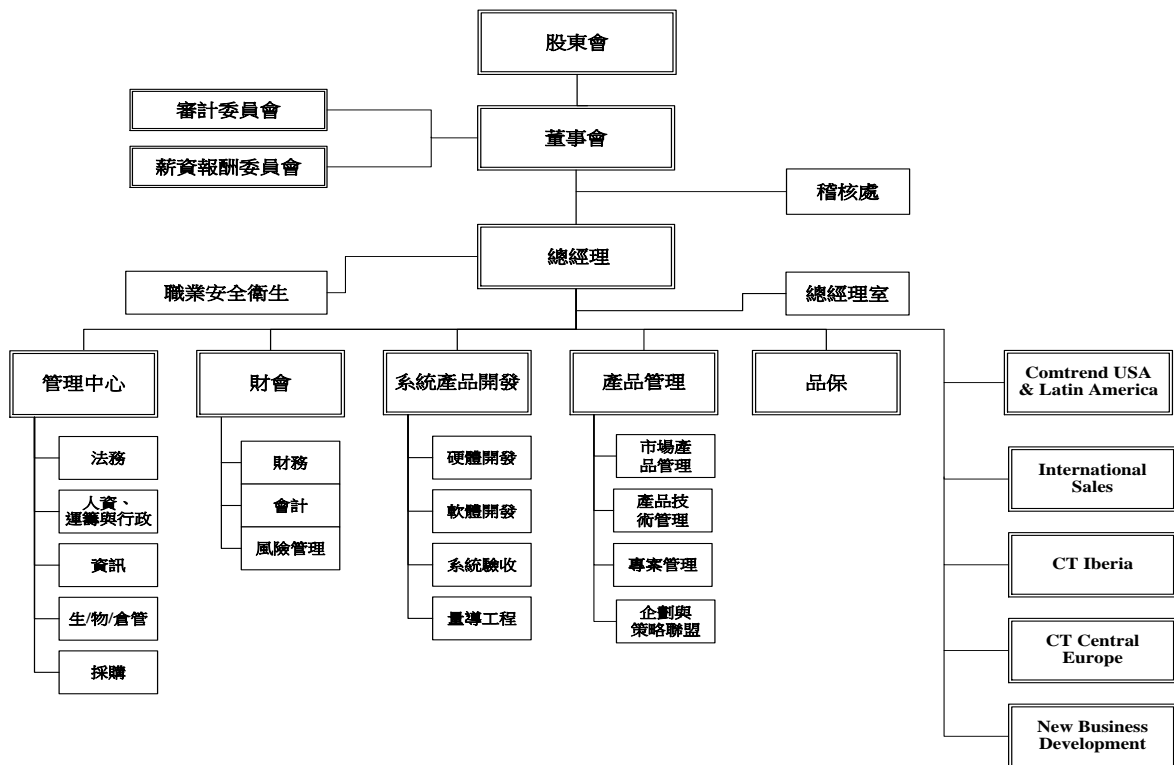 股東會
審計委員會
董事會
薪資報酬委員會
稽核處
總經理
職業安全衛生
總經理室
管理中心
財會
系統產品開發
產品管理
品保
Comtrend USA
& Latin America
法務
人資、
運籌與行政
資訊
生/物/倉管
採購
財務
會計
風險管理
硬體開發
軟體開發
系統驗收
量導工程
市場產
品管理
產品技
術管理
專案管理
企劃與
策略聯盟
International
Sales
CT Iberia
CT Central
Europe
New Business
Development